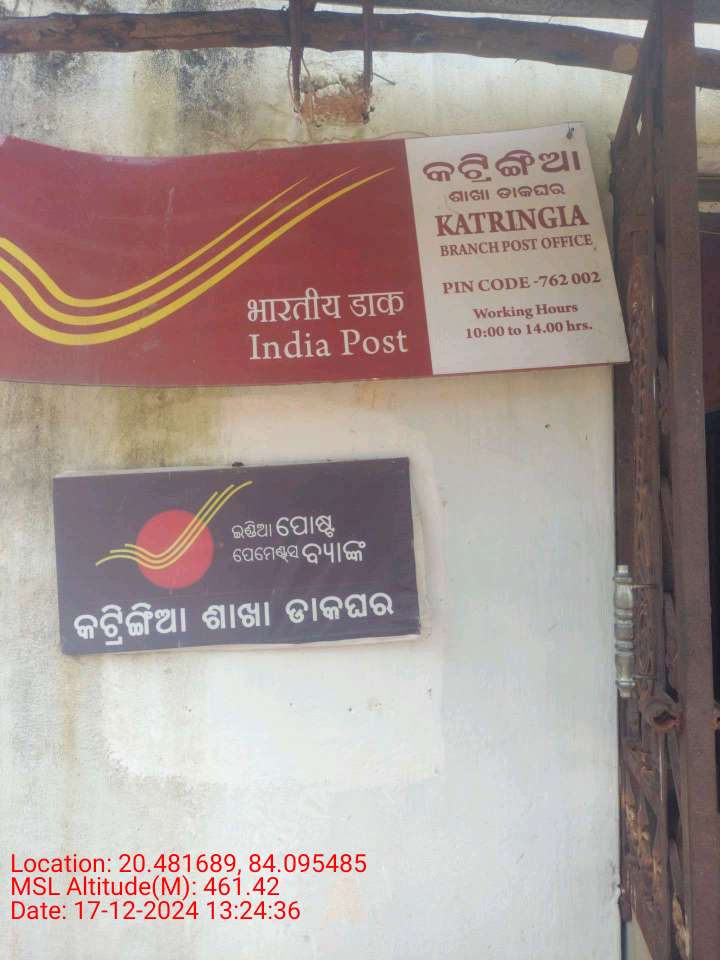 କଟ୍ରିଙ୍ଗିଆ
ଶାଖା ଡାକଘର
KATRINGIA
BRANCH POST OFFICE
PIN CODE -762 002
Working Hours
10:00 to 14.00 hrs.
भारतीय डाक
India Post
ଇଣ୍ଡିଆ ପୋଷ୍ଟ
ପେମେଣ୍ଟସ ବ୍ୟାଙ୍କ
କଟ୍ରିଙ୍ଗିଆ ଶାଖା ଡାକଘର
Location: 20.481689, 84.095485
MSL Altitude(M): 461.42
Date: 17-12-2024 13:24:36